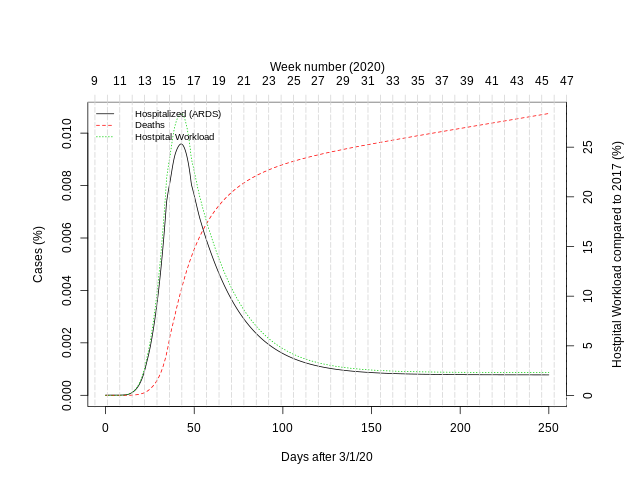 Week number (2020)
9 11 13 15 17 19 21 23 25 27 29 31 33 35 37 39 41 43 45 47
Hospitalized (ARDS)
Deaths
Hostpital Workload
0.010
0.008
0.006
0.004
0.002
0.000
Cases (%)
25
20
15
10
5
0
Hostpital Workload compared to 2017 (%)
0 50 100 150 200 250
Days after 3/1/20